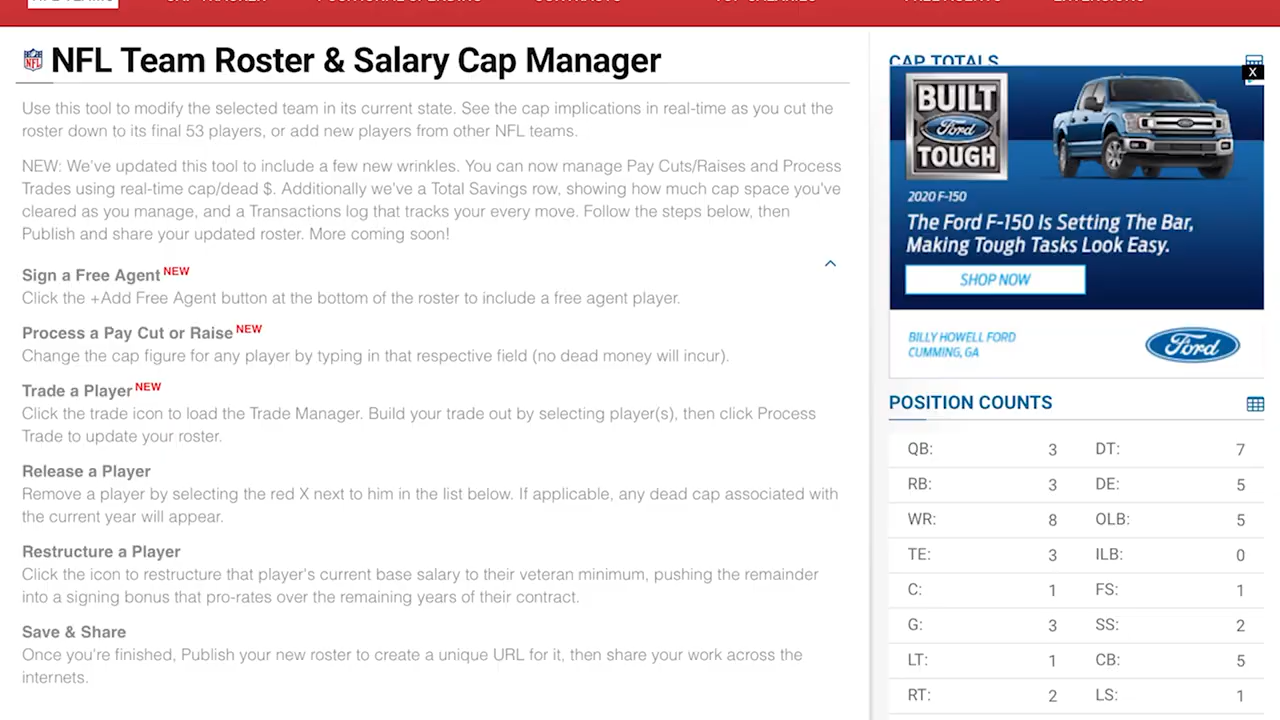 NFL TEAMS CAP TRACKER POSITIONAL SPENDING CONTRACTS TOP SALARIES FREE AGENTS EXTENSIONS
NFL Team Roster & Salary Cap Manager
Use this tool to modify the selected team in its current state. See the cap implications in real-time as you cut the
roster down to its final 53 players, or add new players from other NFL teams.
NEW: We've updated this tool to include a few new wrinkles. You can now manage Pay Cuts/Raises and Process
Trades using real-time cap/dead $. Additionally we've a Total Savings row, showing how much cap space you've
cleared as you manage, and a Transactions log that tracks your every move. Follow the steps below, then
Publish and share your updated roster. More coming soon!
Sign a Free Agent NEW
Click the +Add Free Agent button at the bottom of the roster to include a free agent player.
Process a Pay Cut or Raise NEW
Change the cap figure for any player by typing in that respective field (no dead money will incur).
Trade a Player NEW
Click the trade icon to load the Trade Manager. Build your trade out by selecting player(s), then click Process
Trade to update your roster.
Release a Player
Remove a player by selecting the red X next to him in the list below. If applicable, any dead cap associated with
the current year will appear.
Restructure a Player
Click the icon to restructure that player's current base salary to their veteran minimum, pushing the remainder
into a signing bonus that pro-rates over the remaining years of their contract.
Save & Share
Once you're finished, Publish your new roster to create a unique URL for it, then share your work across the
internets.
CAP TOTALS
X
BUILT
Ford
TOUGH
2020 F-150
The Ford F-150 Is Setting The Bar,
Making Tough Tasks Look Easy.
SHOP NOW
BILLY HOWELL FORD
CUMMING, GA
Ford
POSITION COUNTS
QB: 3 DT: 7
RB: 3 DE: 5
WR: 8 OLB: 5
TE: 3 ILB: 0
C: 1 FS: 1
G: 3 SS: 2
LT: 1 CB: 5
RT: 2 LS: 1